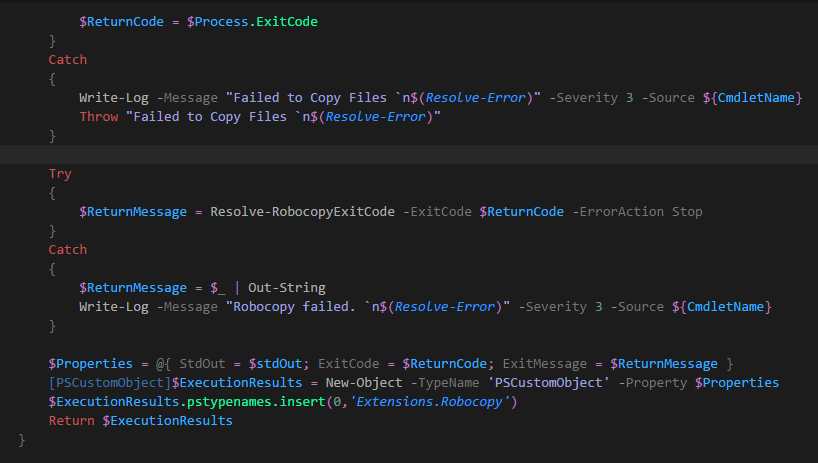 $ReturnCode = $Process.ExitCode
}
Catch
{
Write-Log -Message "Failed to Copy Files `n$(Resolve-Error)" -Severity 3 -Source ${CmdletName}
Throw "Failed to Copy Files `n$(Resolve-Error)"
}
Try
{
$ReturnMessage = Resolve-RobocopyExitCode -ExitCode $ReturnCode -ErrorAction Stop
}
Catch
{
$ReturnMessage = $_ | Out-String
Write-Log -Message "Robocopy failed. `n$(Resolve-Error)" -Severity 3 -Source ${CmdletName}
}
$Properties = @{ StdOut = $stdOut; ExitCode = $ReturnCode; ExitMessage = $ReturnMessage }
[PSCustomObject]$ExecutionResults = New-Object -TypeName 'PSCustomObject' -Property $Properties
$ExecutionResults.pstypenames.insert(0,'Extensions.Robocopy')
Return $ExecutionResults
}